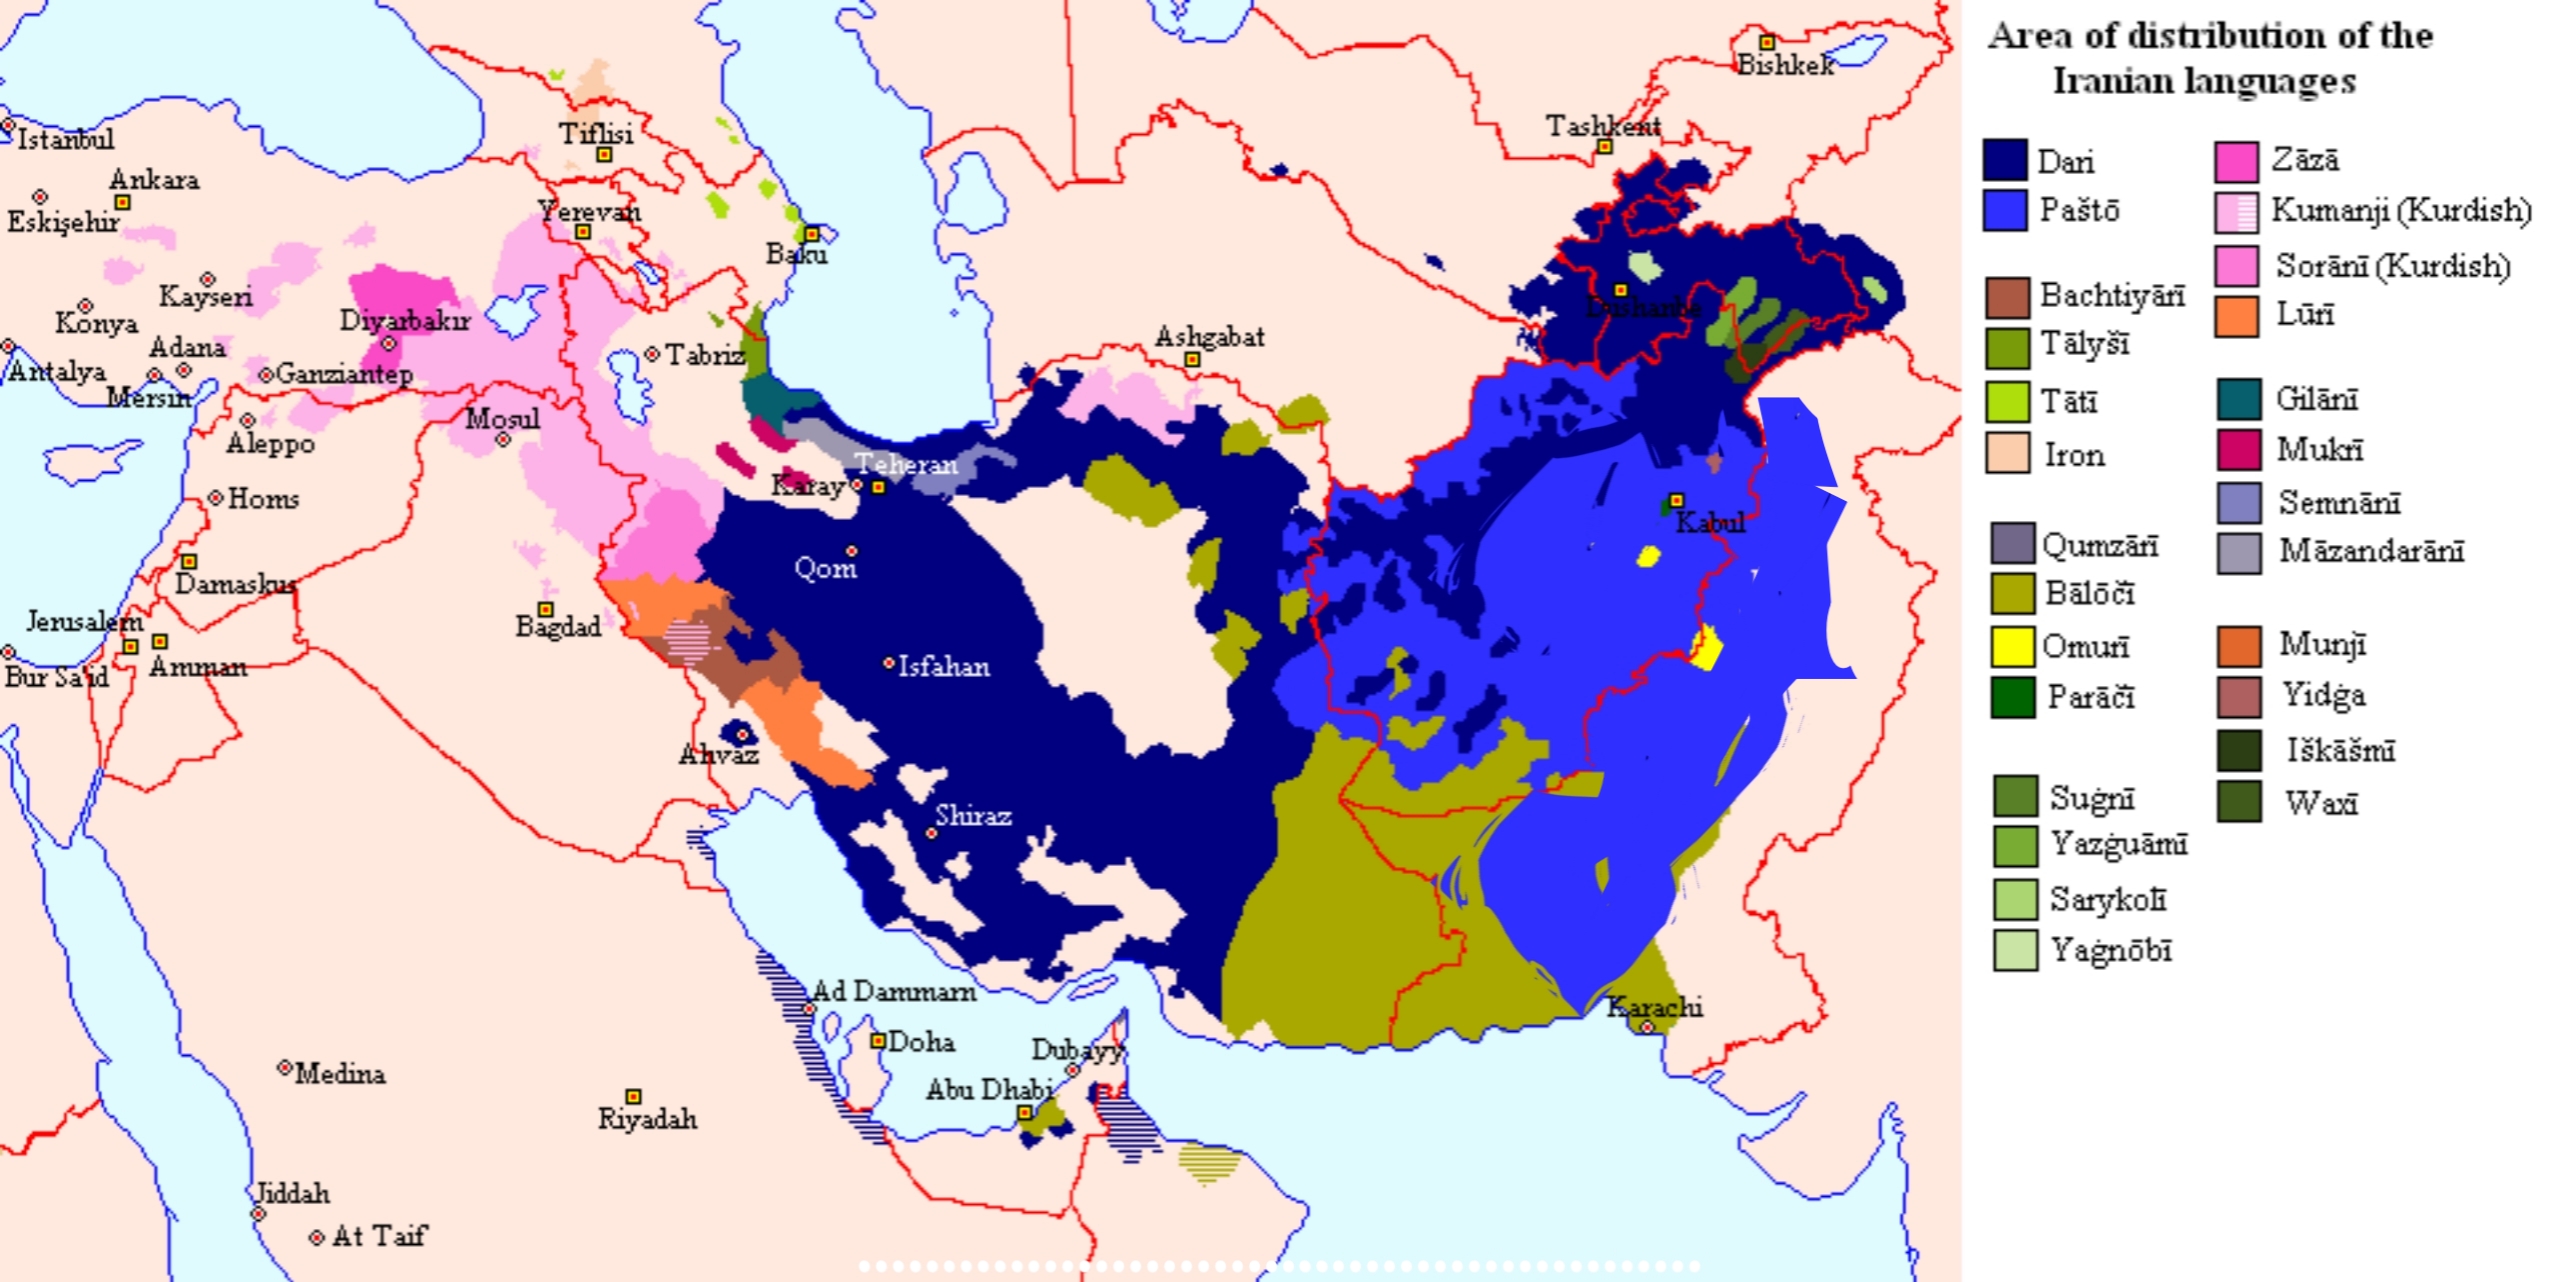 Area of distribution of the
Iranian languages
Dari
Paštō
Bachtiyārī
Tālyšī
Tātī
Iron
Qumzārī
Bālōčī
Omurī
Parāčī
Suġnī
Yazġuāmī
Sarykolī
Yaġnōbī
Zāzā
Kumanji (Kurdish)
Sorānī (Kurdish)
Lūrī
Gilānī
Mukrī
Semnānī
Māzandarānī
Munjī
Yidġa
Iškāšmī
Waxī
Bishkek
Tashkent
Istanbul
Tiflisi
Ankara
Eskişehir
Yerevan
Baku
Kayseri
Dushanbe
Konya
Diyarbakır
Ashgabat
Adana
Tabriz
Antalya
Ganziantep
Mersin
Mosul
Aleppo
Teheran
Karay
Homs
Kabul
Qom
Damaskus
Bagdad
Jerusalem
Amman
Isfahan
Bur Sa'id
Ahvaz
Shiraz
Ad Dammarn
Karachi
Doha
Dubayy
Medina
Abu Dhabi
Riyadah
Jiddah
At Taif